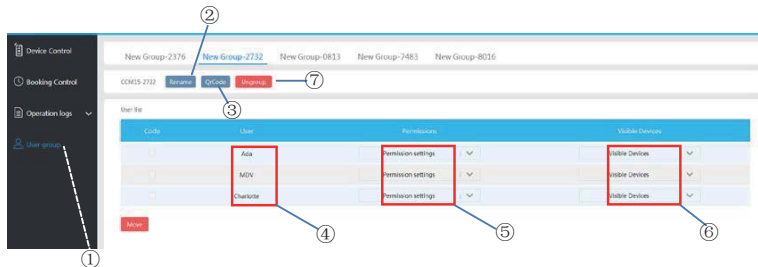 ②
Device Control
New Group-2376 New Group-2732 New Group-0813 New Group-7483 New Group-8016
Booking Control
CCM15-2732 Rename QrCode Ungroup ⑦
③
Operation logs
User list
Code User Permissions Visible Devices
User group
Ada Permission settings Visible Devices
MDV Permission settings Visible Devices
Charlotte Permission settings Visible Devices
Move
① ④ ⑤ ⑥